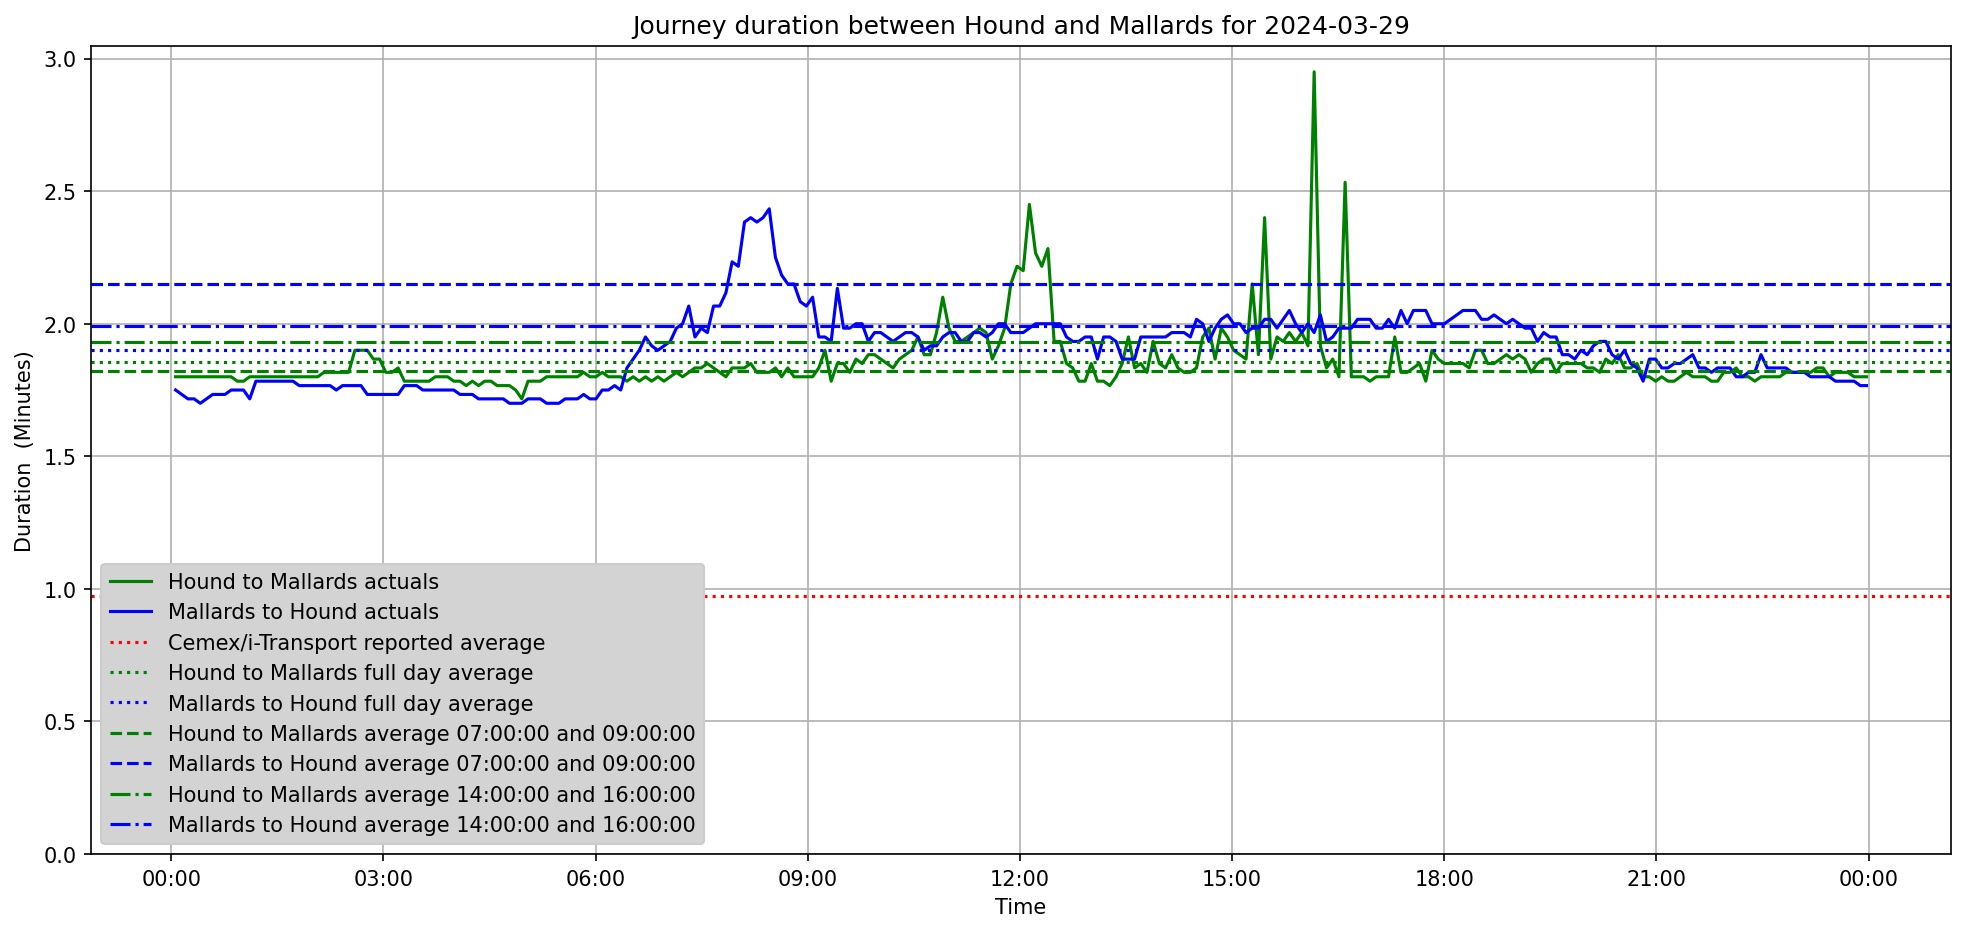 Journey duration between Hound and Mallards for 2024-03-29
3.0
2.5
2.0
1.5
1.0
0.5
0.0
Duration  (Minutes)
Hound to Mallards actuals
Mallards to Hound actuals
Cemex/i-Transport reported average
Hound to Mallards full day average
Mallards to Hound full day average
Hound to Mallards average 07:00:00 and 09:00:00
Mallards to Hound average 07:00:00 and 09:00:00
Hound to Mallards average 14:00:00 and 16:00:00
Mallards to Hound average 14:00:00 and 16:00:00
00:00 03:00 06:00 09:00 12:00 15:00 18:00 21:00 00:00
Time